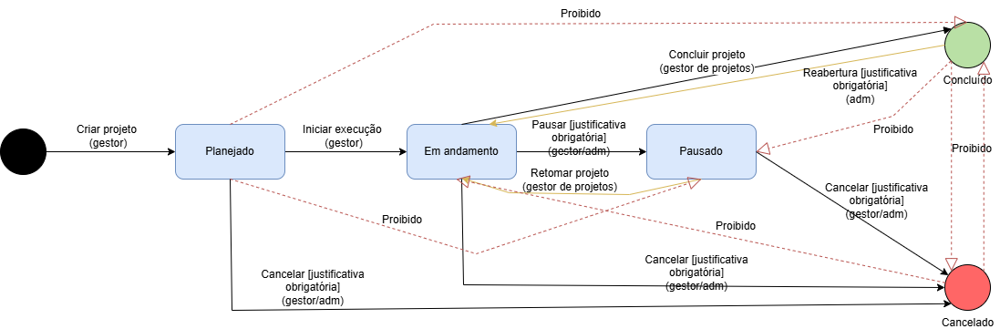 Proibido
Concluir projeto
(gestor de projetos)
Concluído
Reabertura [justificativa
obrigatória]
(adm)
Criar projeto
(gestor)
Planejado
Iniciar execução
(gestor)
Em andamento
Pausar [justificativa
obrigatória]
(gestor/adm)
Pausado
Proibido
Proibido
Retomar projeto
(gestor de projetos)
Cancelar [justificativa
obrigatória]
(gestor/adm)
Proibido
Proibido
Cancelar [justificativa
obrigatória]
(gestor/adm)
Cancelar [justificativa
obrigatória]
(gestor/adm)
Cancelado